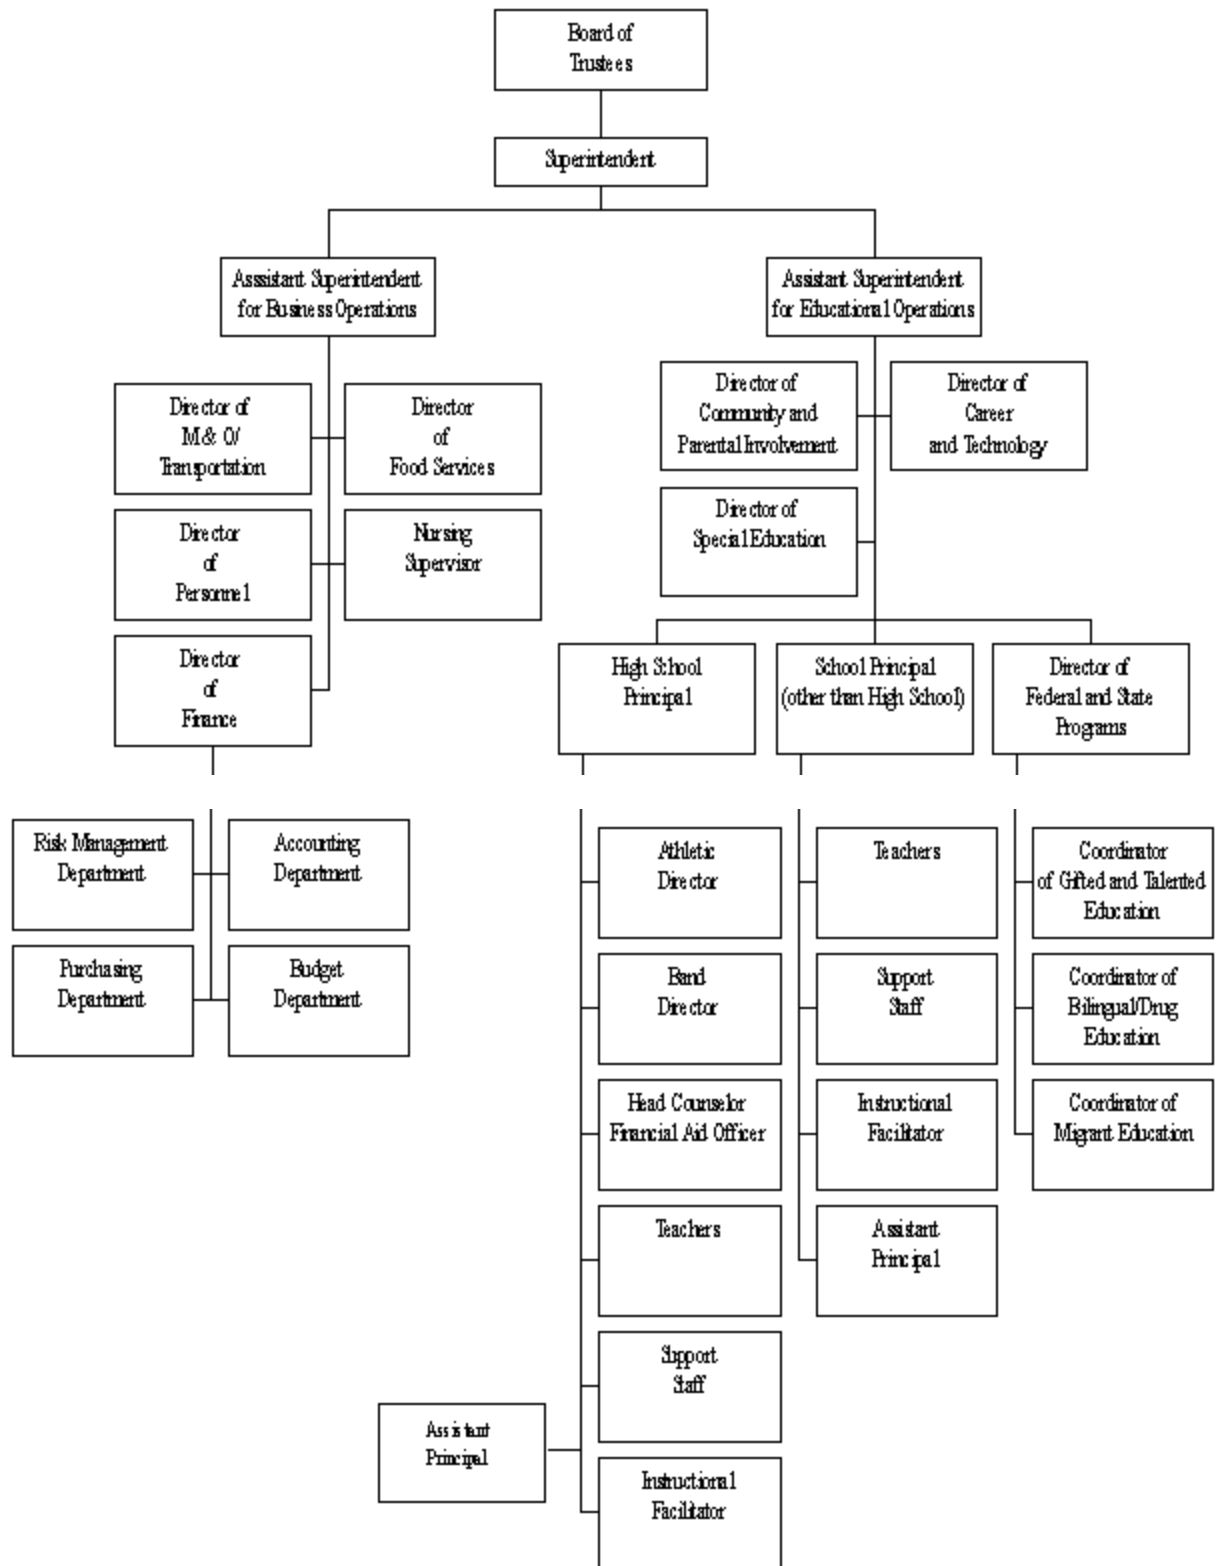 Board of
Trustees
Superintendent
Asssistant Superintendent
for Business Operations
Assistant Superintendent
for Educational Operations
Director of
M & O/
Transportation
Director
of
Food Services
Director of
Community and
Parental Involvement
Director of
Career
and Technology
Director
of
Personnel
Nursing
Supervisor
Director of
Special Education
Director
of
Finance
High School
Principal
School Principal
(other than High School)
Director of
Federal and State
Programs
Risk Management
Department
Accounting
Department
Purchasing
Department
Budget
Department
Athletic
Director
Teachers
Coordinator
of Gifted and Talented
Education
Band
Director
Support
Staff
Coordinator of
Bilingual/Drug
Education
Head Counselor
Financial Aid Officer
Instructional
Facilitator
Coordinator of
Migrant Education
Teachers
Assistant
Principal
Support
Staff
Assistant
Principal
Instructional
Facilitator